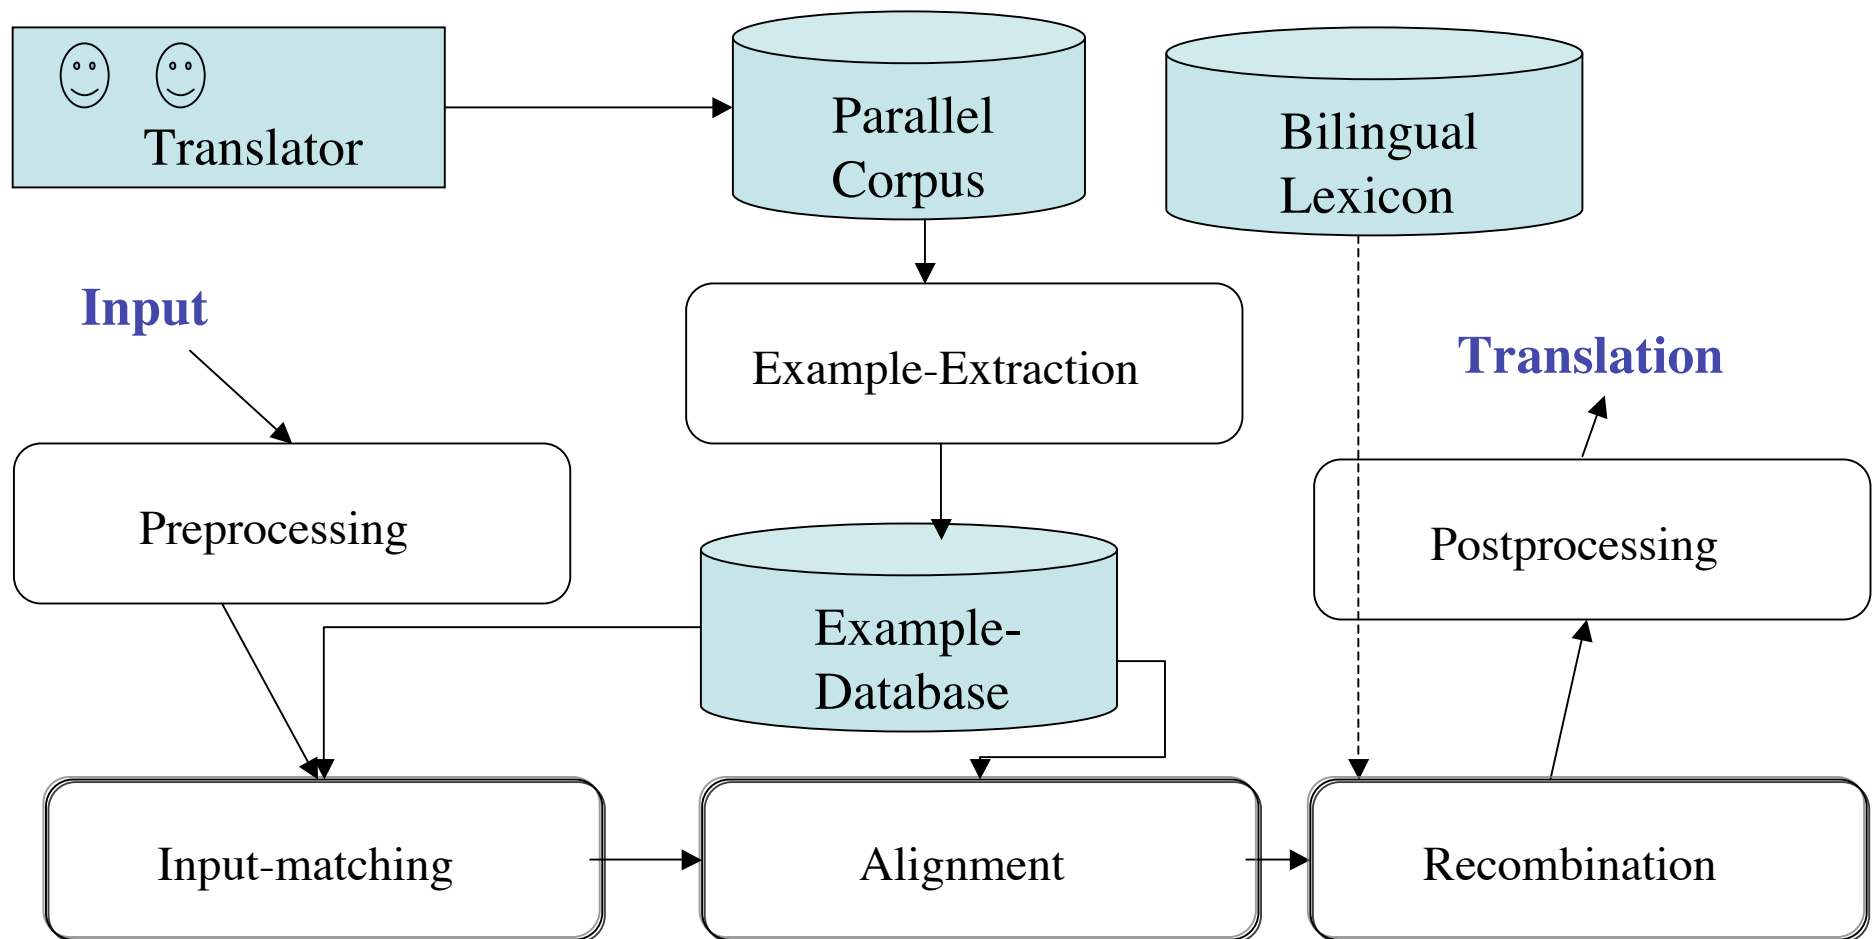 Translator
Parallel
Corpus
Bilingual
Lexicon
Input
Example-Extraction
Translation
Preprocessing
Postprocessing
Example-
Database
Input-matching
Alignment
Recombination